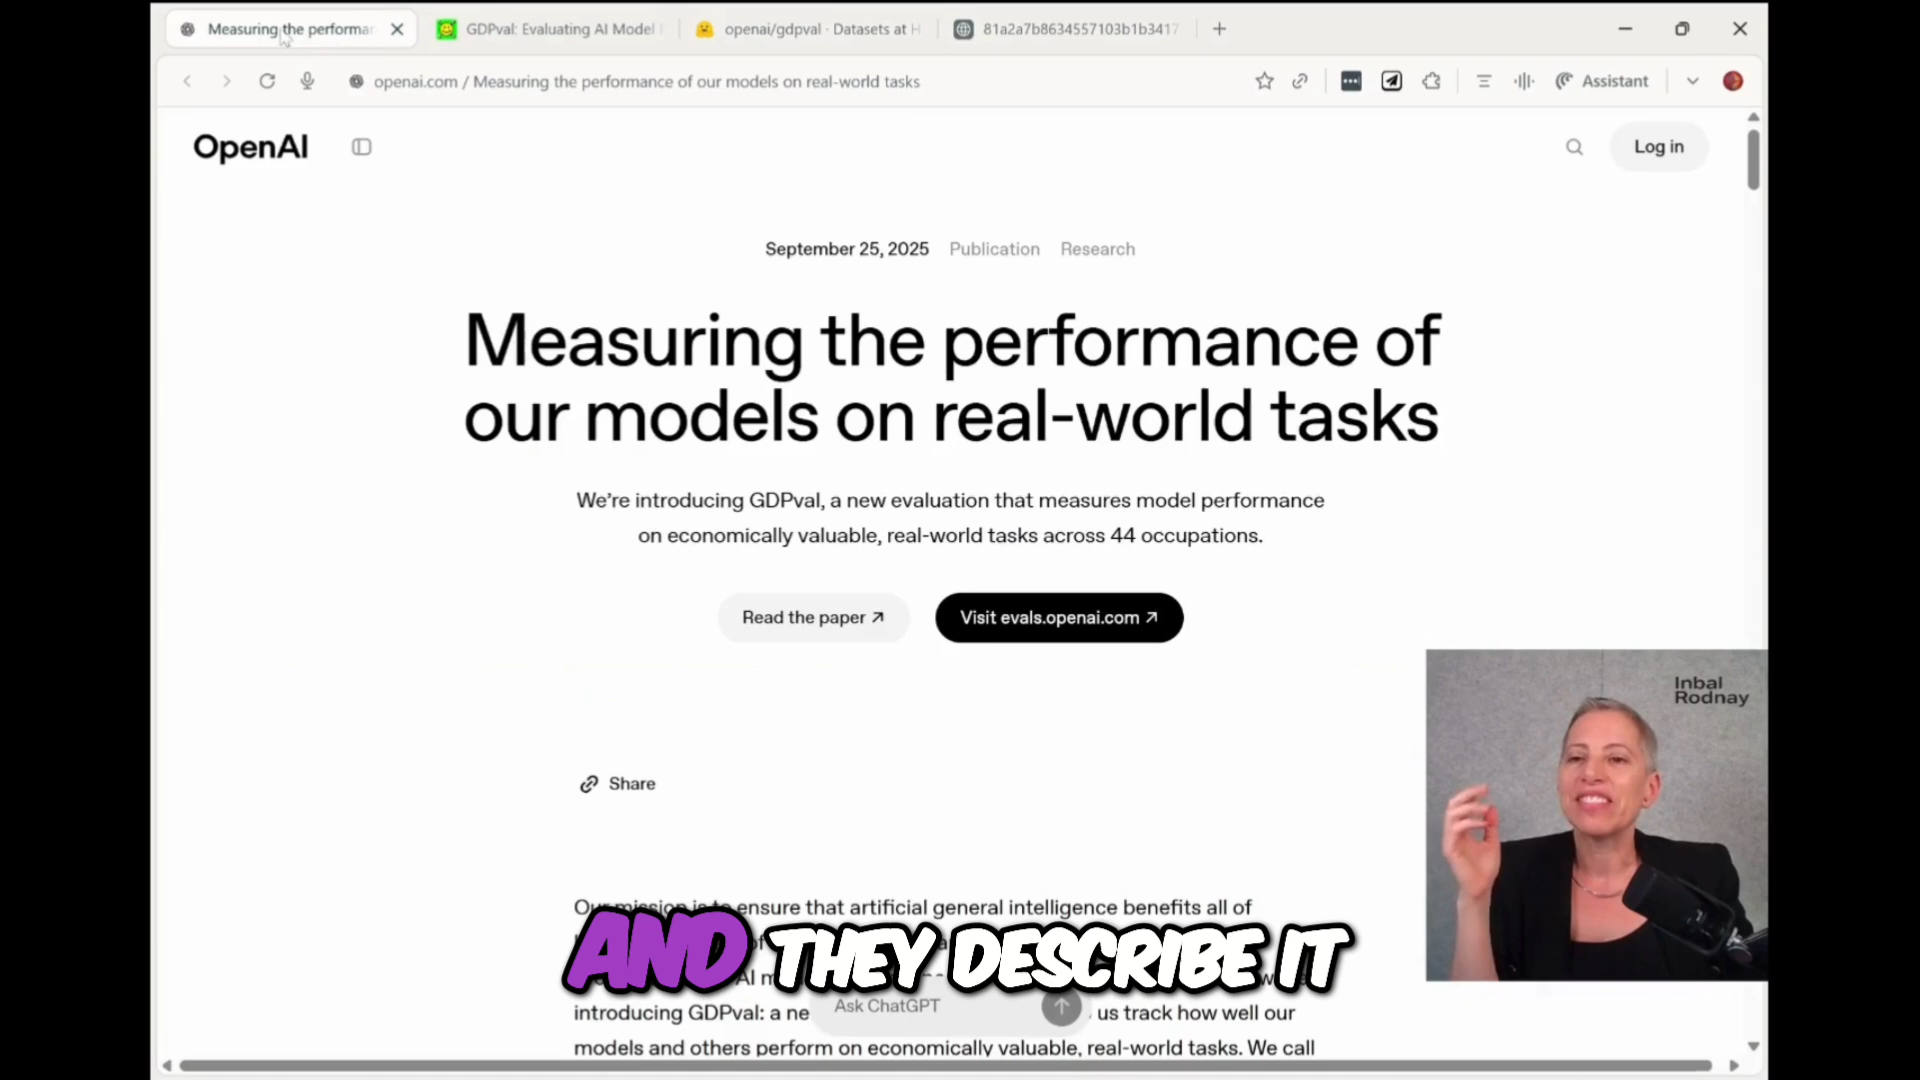 Measuring the performa
GDPval: Evaluating AI Model
openai/gdpval · Datasets at H
81a2a7b8634557103b1b3417
openai.com / Measuring the performance of our models on real-world tasks
Assistant
OpenAI
Log in
September 25, 2025 Publication Research
Measuring the performance of
our models on real-world tasks
We’re introducing GDPval, a new evaluation that measures model performance
on economically valuable, real-world tasks across 44 occupations.
Read the paper ↗
Visit evals.openai.com ↗
Inbal
Rodnay
Share
Our mission is to ensure that artificial general intelligence benefits all of
AND THEY DESCRIBE IT
Ask ChatGPT
introducing GDPval: a ne us track how well our
models and others perform on economically valuable, real-world tasks. We call